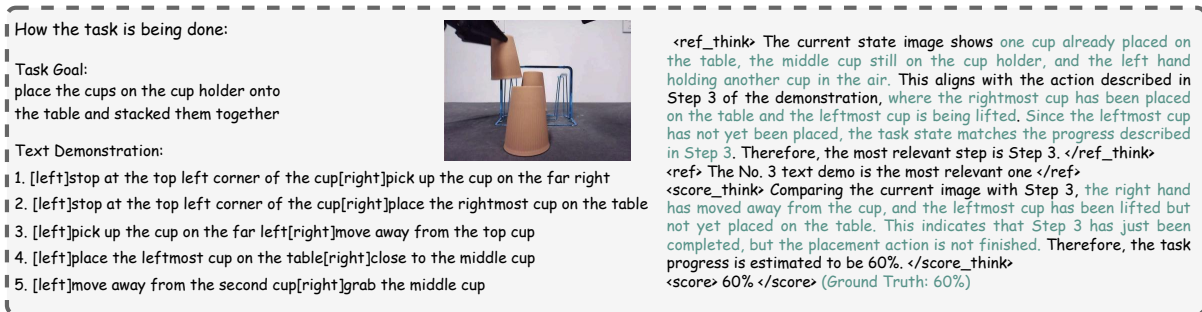 How the task is being done:
Task Goal:
place the cups on the cup holder onto
the table and stacked them together
Text Demonstration:
1. [left]stop at the top left corner of the cup[right]pick up the cup on the far right
2. [left]stop at the top left corner of the cup[right]place the rightmost cup on the table
3. [left]pick up the cup on the far left[right]move away from the top cup
4. [left]place the leftmost cup on the table[right]close to the middle cup
5. [left]move away from the second cup[right]grab the middle cup
<ref_think> The current state image shows one cup already placed on
the table, the middle cup still on the cup holder, and the left hand
holding another cup in the air. This aligns with the action described in
Step 3 of the demonstration, where the rightmost cup has been placed
on the table and the leftmost cup is being lifted. Since the leftmost cup
has not yet been placed, the task state matches the progress described
in Step 3. Therefore, the most relevant step is Step 3. </ref_think>
<ref> The No. 3 text demo is the most relevant one </ref>
<score_think> Comparing the current image with Step 3, the right hand
has moved away from the cup, and the leftmost cup has been lifted but
not yet placed on the table. This indicates that Step 3 has just been
completed, but the placement action is not finished. Therefore, the task
progress is estimated to be 60%. </score_think>
<score> 60% </score> (Ground Truth: 60%)